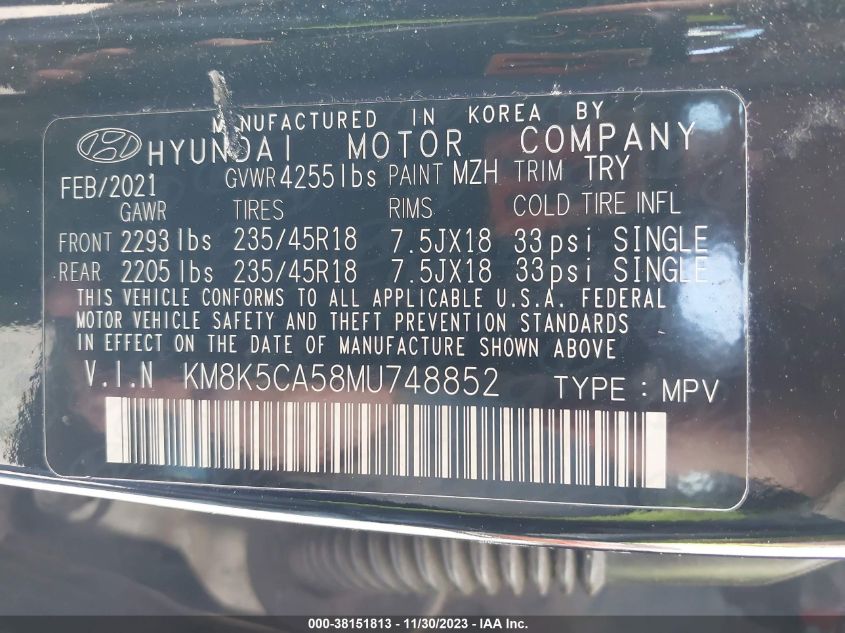 MANUFACTURED IN KOREA BY
HYUNDAI MOTOR COMPANY
FEB/2021 GVWR 4255lbs PAINT MZH TRIM TRY
GAWR TIRES RIMS COLD TIRE INFL
FRONT 2293 lbs 235/45R18 7.5JX18 33psi SINGLE
REAR 2205 lbs 235/45R18 7.5JX18 33psi SINGLE
THIS VEHICLE CONFORMS TO ALL APPLICABLE U.S.A. FEDERAL
MOTOR VEHICLE SAFETY AND THEFT PREVENTION STANDARDS
IN EFFECT ON THE DATE OF MANUFACTURE SHOWN ABOVE
V.I.N KM8K5CA58MU748852 TYPE : MPV
000-38151813 - 11/30/2023 - IAA Inc.